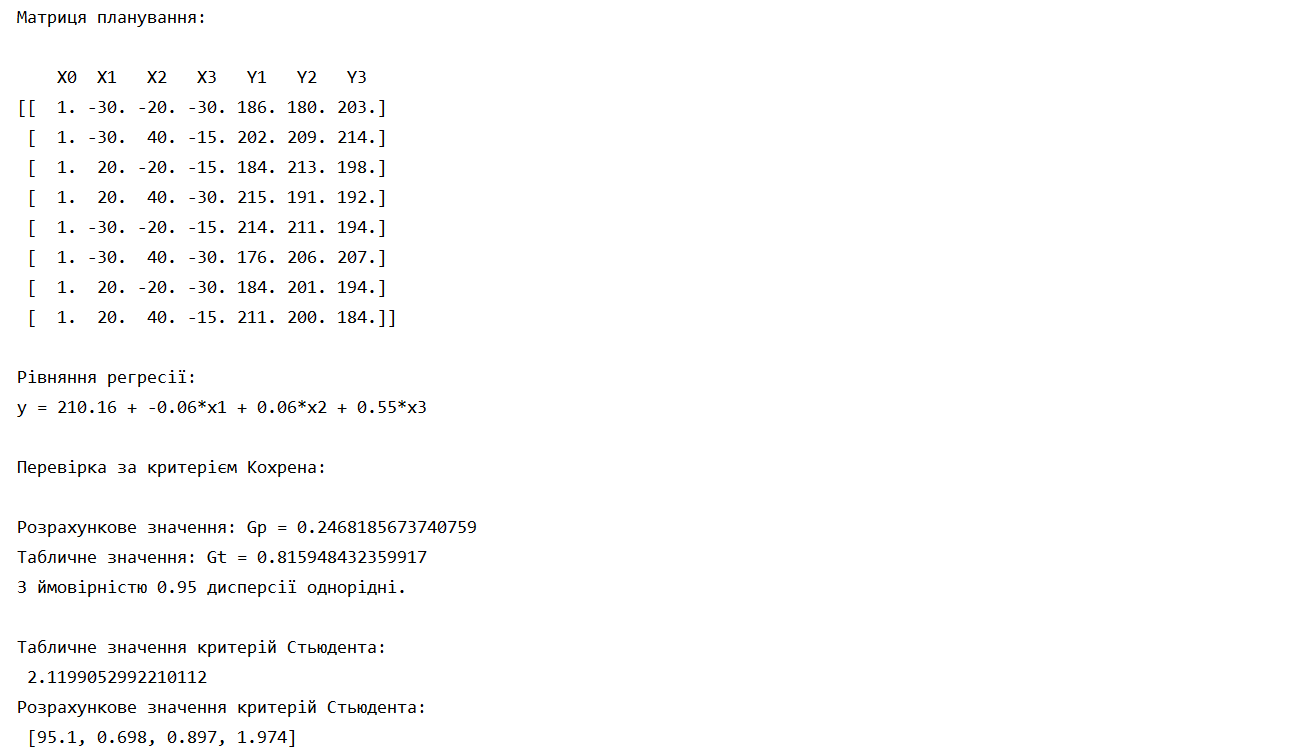 Матриця планування:
X0 X1 X2 X3 Y1 Y2 Y3
[[ 1. -30. -20. -30. 186. 180. 203.]
[ 1. -30. 40. -15. 202. 209. 214.]
[ 1. 20. -20. -15. 184. 213. 198.]
[ 1. 20. 40. -30. 215. 191. 192.]
[ 1. -30. -20. -15. 214. 211. 194.]
[ 1. -30. 40. -30. 176. 206. 207.]
[ 1. 20. -20. -30. 184. 201. 194.]
[ 1. 20. 40. -15. 211. 200. 184.]]
Рівняння регресії:
y = 210.16 + -0.06*x1 + 0.06*x2 + 0.55*x3
Перевірка за критерієм Кохрена:
Розрахункове значення: Gp = 0.2468185673740759
Табличне значення: Gt = 0.815948432359917
З ймовірністю 0.95 дисперсії однорідні.
Табличне значення критерій Стьюдента:
2.1199052992210112
Розрахункове значення критерій Стьюдента:
[95.1, 0.698, 0.897, 1.974]